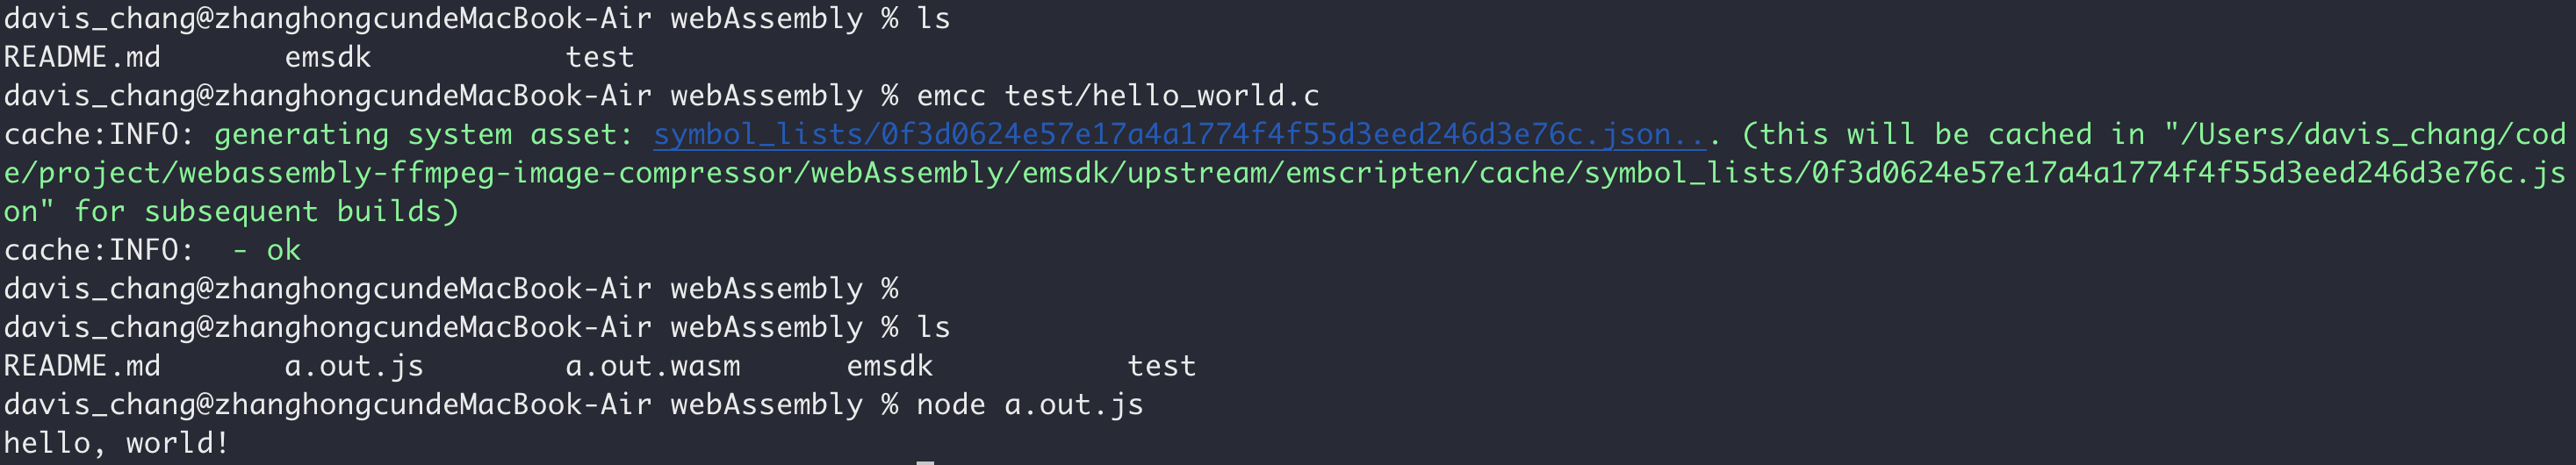 davis_chang@zhanghongcundeMacBook-Air webAssembly % ls
README.md       emsdk           test
davis_chang@zhanghongcundeMacBook-Air webAssembly % emcc test/hello_world.c
cache:INFO: generating system asset: symbol_lists/0f3d0624e57e17a4a1774f4f55d3eed246d3e76c.json... (this will be cached in "/Users/davis_chang/cod
e/project/webassembly-ffmpeg-image-compressor/webAssembly/emsdk/upstream/emscripten/cache/symbol_lists/0f3d0624e57e17a4a1774f4f55d3eed246d3e76c.js
on" for subsequent builds)
cache:INFO:  - ok
davis_chang@zhanghongcundeMacBook-Air webAssembly %
davis_chang@zhanghongcundeMacBook-Air webAssembly % ls
README.md       a.out.js        a.out.wasm      emsdk           test
davis_chang@zhanghongcundeMacBook-Air webAssembly % node a.out.js
hello, world!